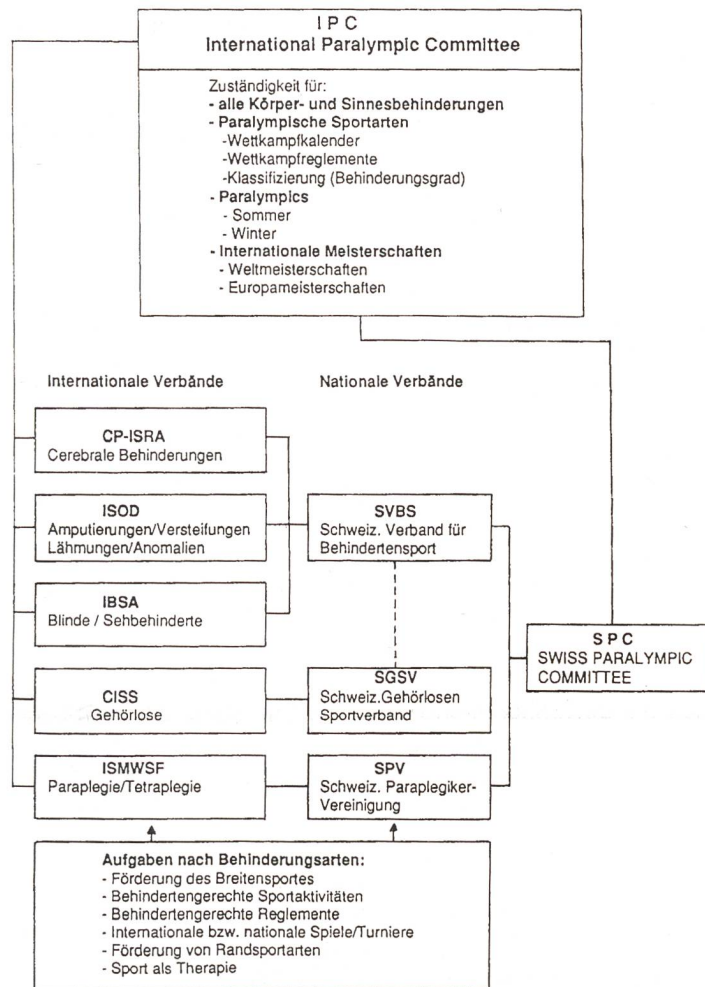 I P C
International Paralympic Committee
Zuständigkeit für:
- alle Körper- und Sinnesbehinderungen
- Paralympische Sportarten
-Wettkampfkalender
-Wettkampfreglemente
-Klassifizierung (Behinderungsgrad)
- Paralympics
- Sommer
- Winter
- Internationale Meisterschaften
- Weltmeisterschaften
- Europameisterschaften
Internationale Verbände
Nationale Verbände
CP-ISRA
Cerebrale Behinderungen
ISOD
Amputierungen/Versteifungen
Lähmungen/Anomalien
SVBS
Schweiz. Verband für
Behindertensport
IBSA
Blinde / Sehbehinderte
S P C
SWISS PARALYMPIC
COMMITTEE
CISS
Gehörlose
SGSV
Schweiz.Gehörlosen
Sportverband
ISMWSF
Paraplegie/Tetraplegie
SPV
Schweiz. Paraplegiker-
Vereinigung
Aufgaben nach Behinderungsarten:
- Förderung des Breitensportes
- Behindertengerechte Sportaktivitäten
- Behindertengerechte Reglemente
- Internationale bzw. nationale Spiele/Turniere
- Förderung von Randsportarten
- Sport als Therapie